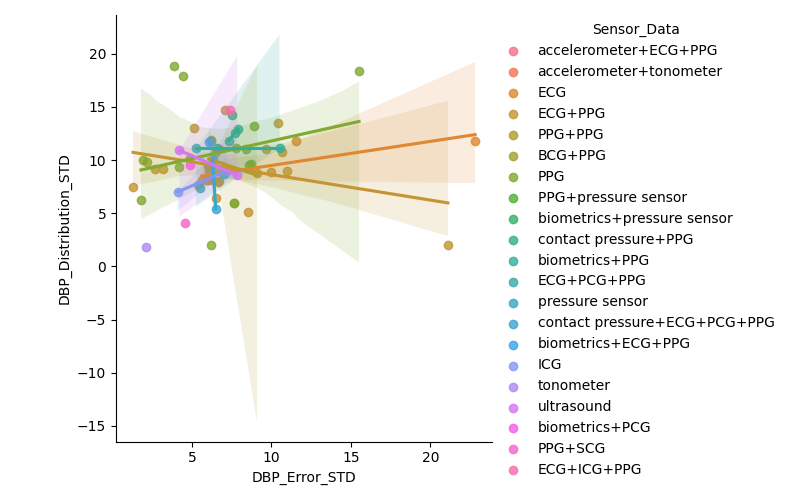 Sensor_Data
accelerometer+ECG+PPG
accelerometer+tonometer
ECG
ECG+PPG
PPG+PPG
BCG+PPG
PPG
PPG+pressure sensor
biometrics+pressure sensor
contact pressure+PPG
biometrics+PPG
ECG+PCG+PPG
pressure sensor
contact pressure+ECG+PCG+PPG
biometrics+ECG+PPG
ICG
tonometer
ultrasound
biometrics+PCG
PPG+SCG
ECG+ICG+PPG
DBP_Distribution_STD
20
15
10
5
0
−5
−10
−15
5 10 15 20
DBP_Error_STD